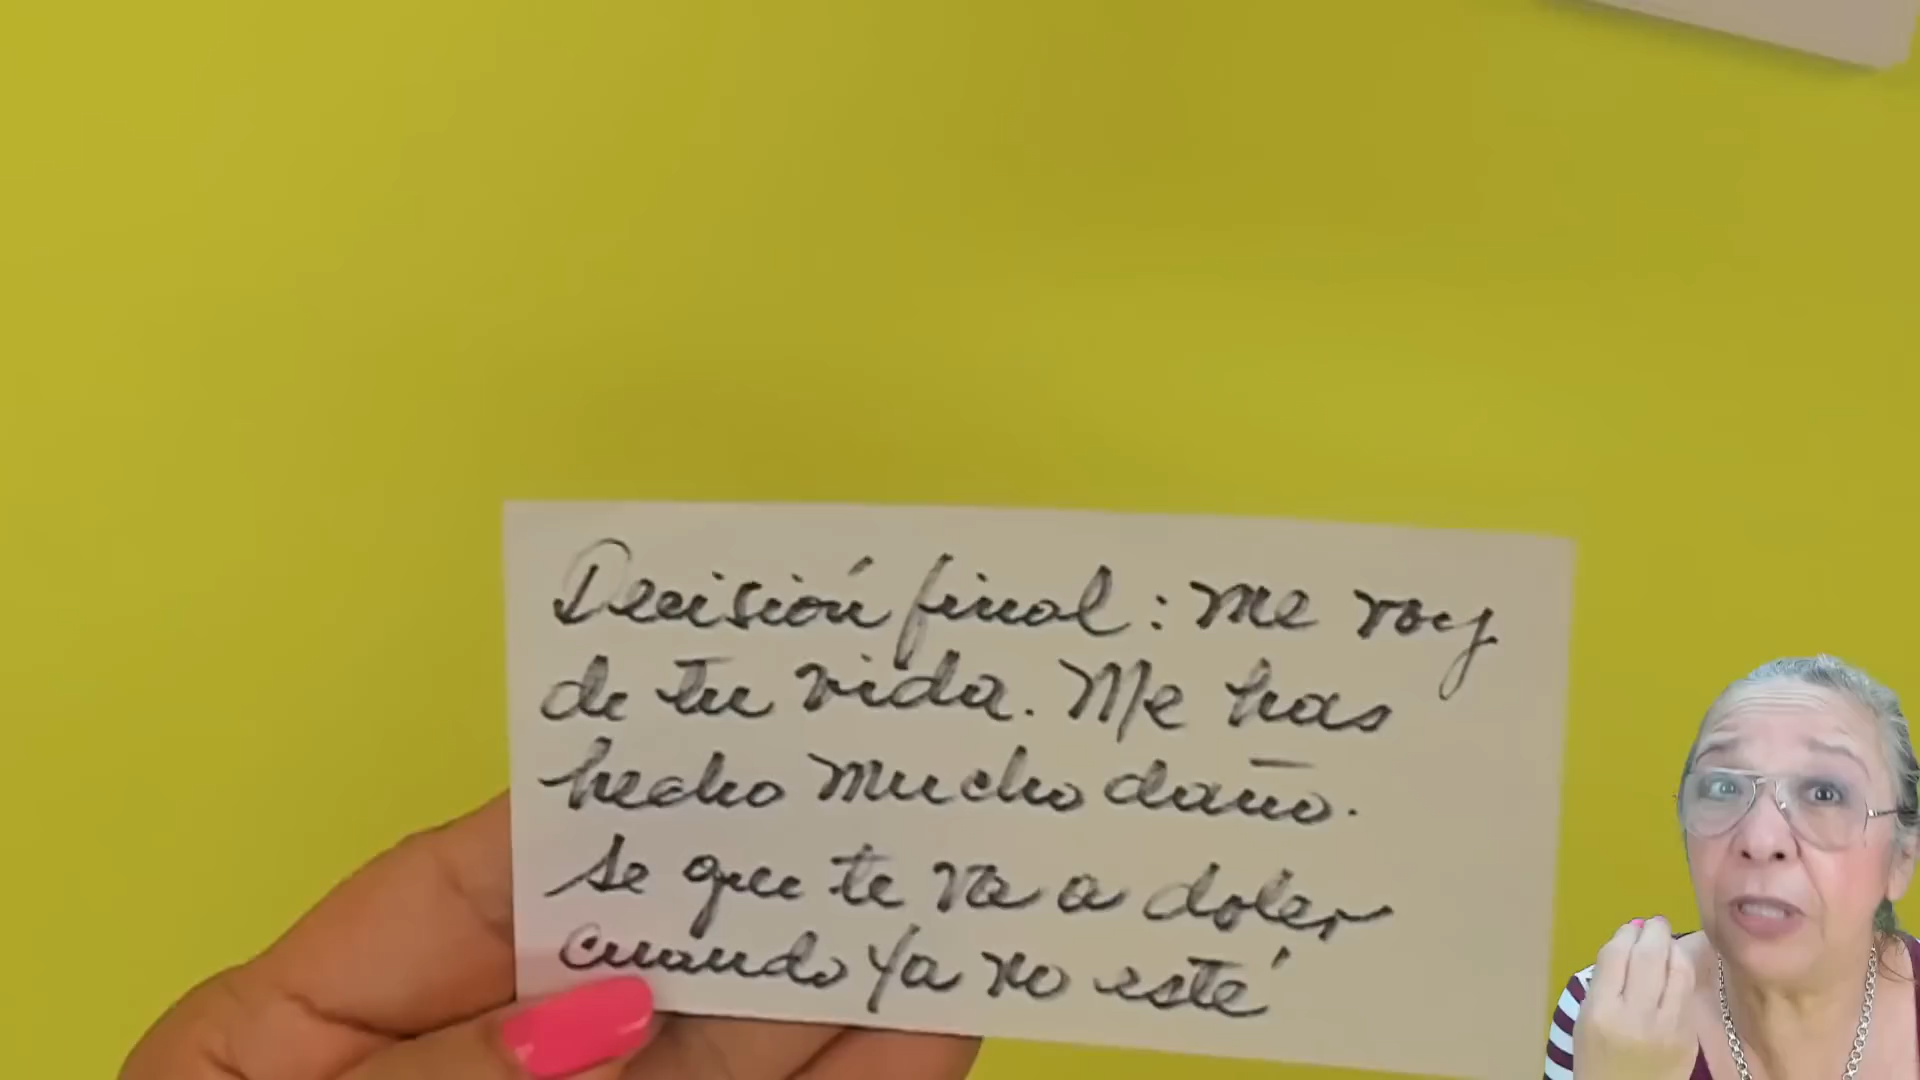 Decisión final: me voy
de tu vida. Me has
hecho mucho daño.
Se que te va a doler
cuando ya no esté